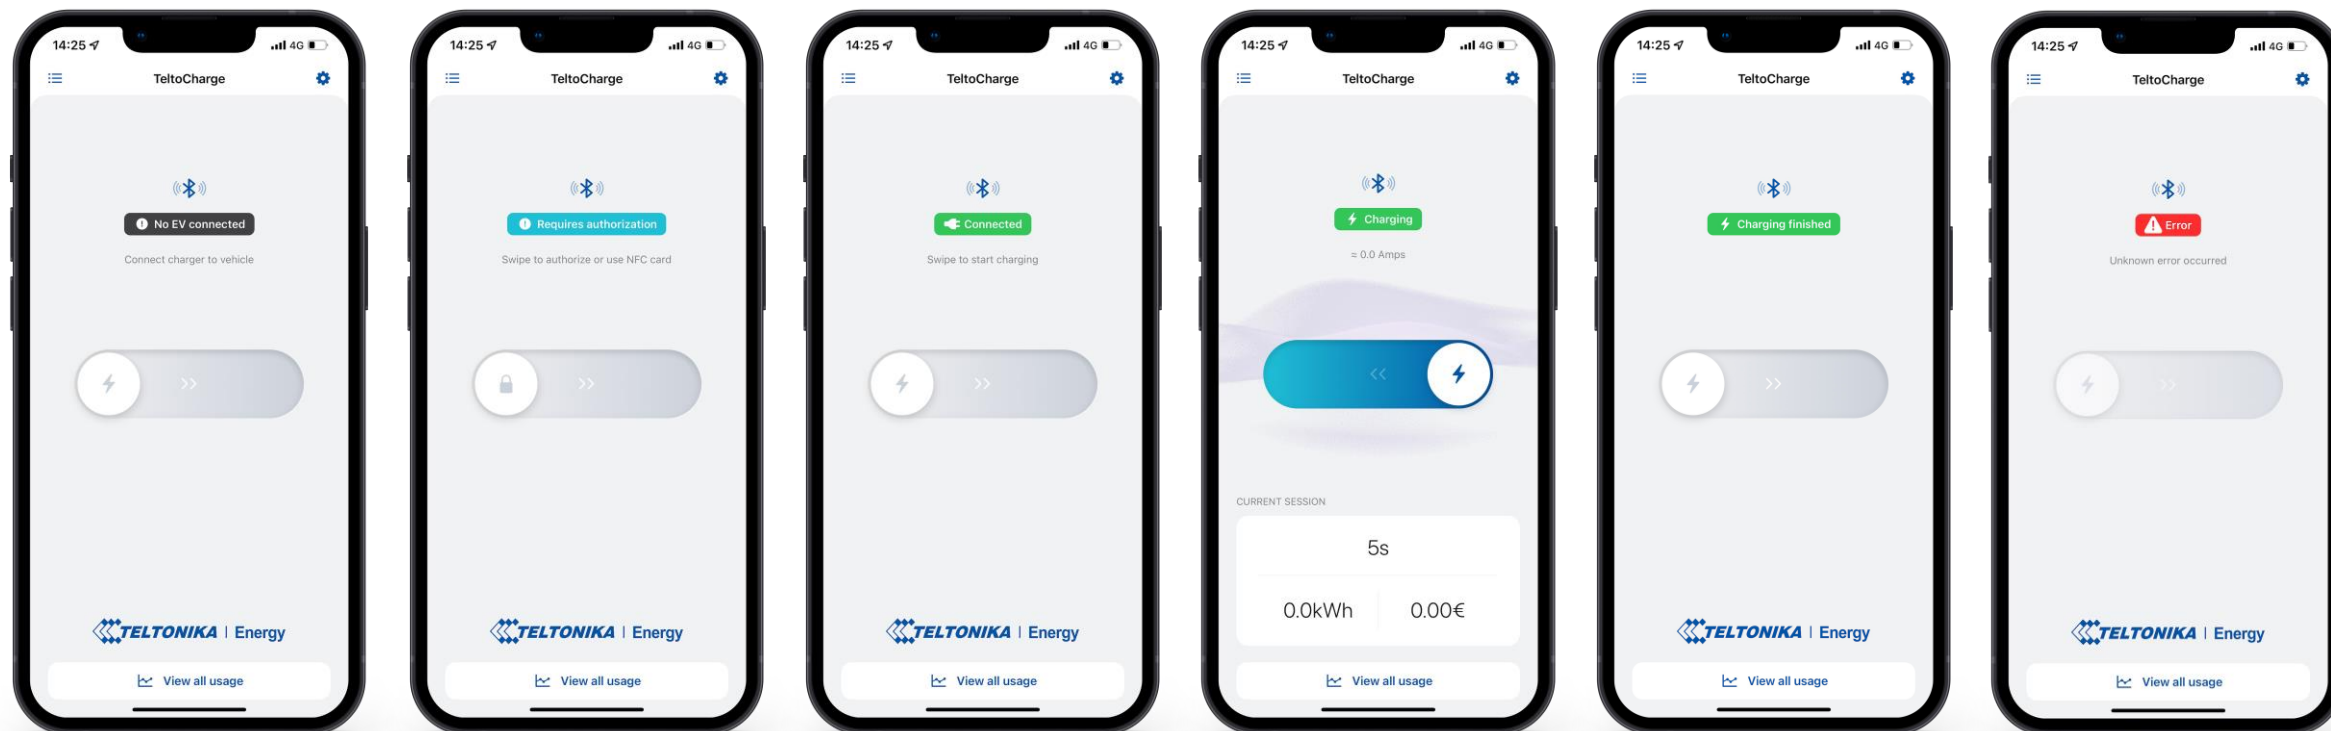 14:25
4G
TeltoCharge
No EV connected
Connect charger to vehicle
TELTONIKA | Energy
View all usage
14:25
4G
TeltoCharge
Requires authorization
Swipe to authorize or use NFC card
TELTONIKA | Energy
View all usage
14:25
4G
TeltoCharge
Connected
Swipe to start charging
TELTONIKA | Energy
View all usage
14:25
4G
TeltoCharge
Charging
≈ 0.0 Amps
CURRENT SESSION
5s
0.0kWh
0.00€
View all usage
14:25
4G
TeltoCharge
Charging finished
TELTONIKA | Energy
View all usage
14:25
4G
TeltoCharge
Error
Unknown error occurred
TELTONIKA | Energy
View all usage